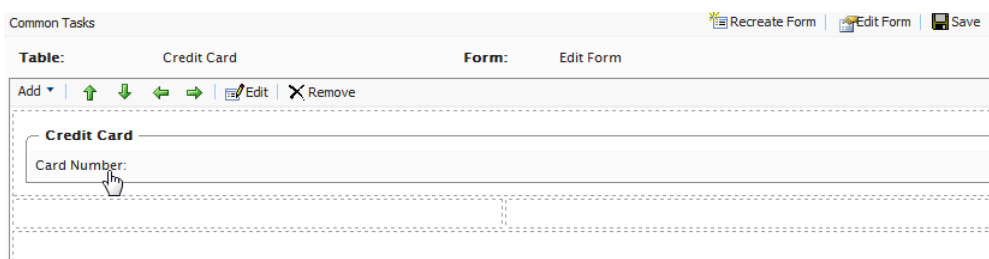 Common Tasks Recreate Form Edit Form Save
Table: Credit Card Form: Edit Form
Add Edit Remove
Credit Card
Card Number: